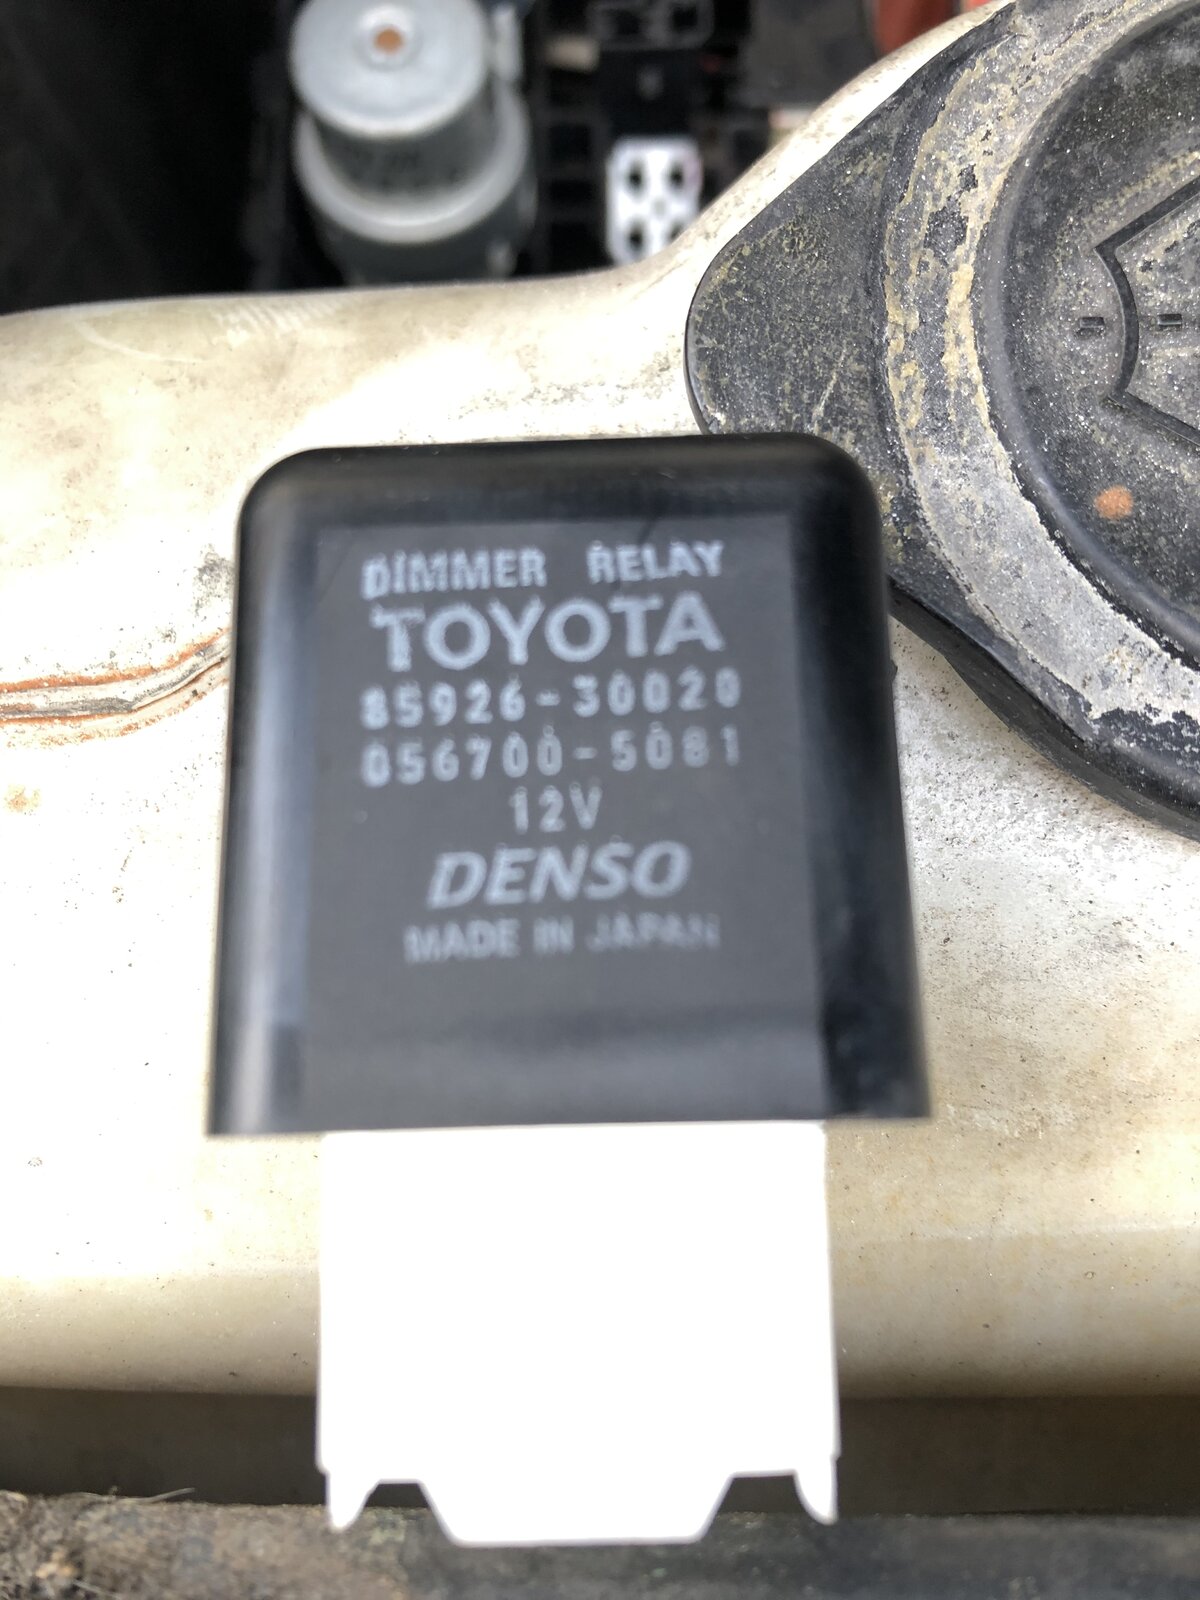 DIMMER RELAY
TOYOTA
85926-30020
056700-5081
12V
DENSO
MADE IN JAPAN